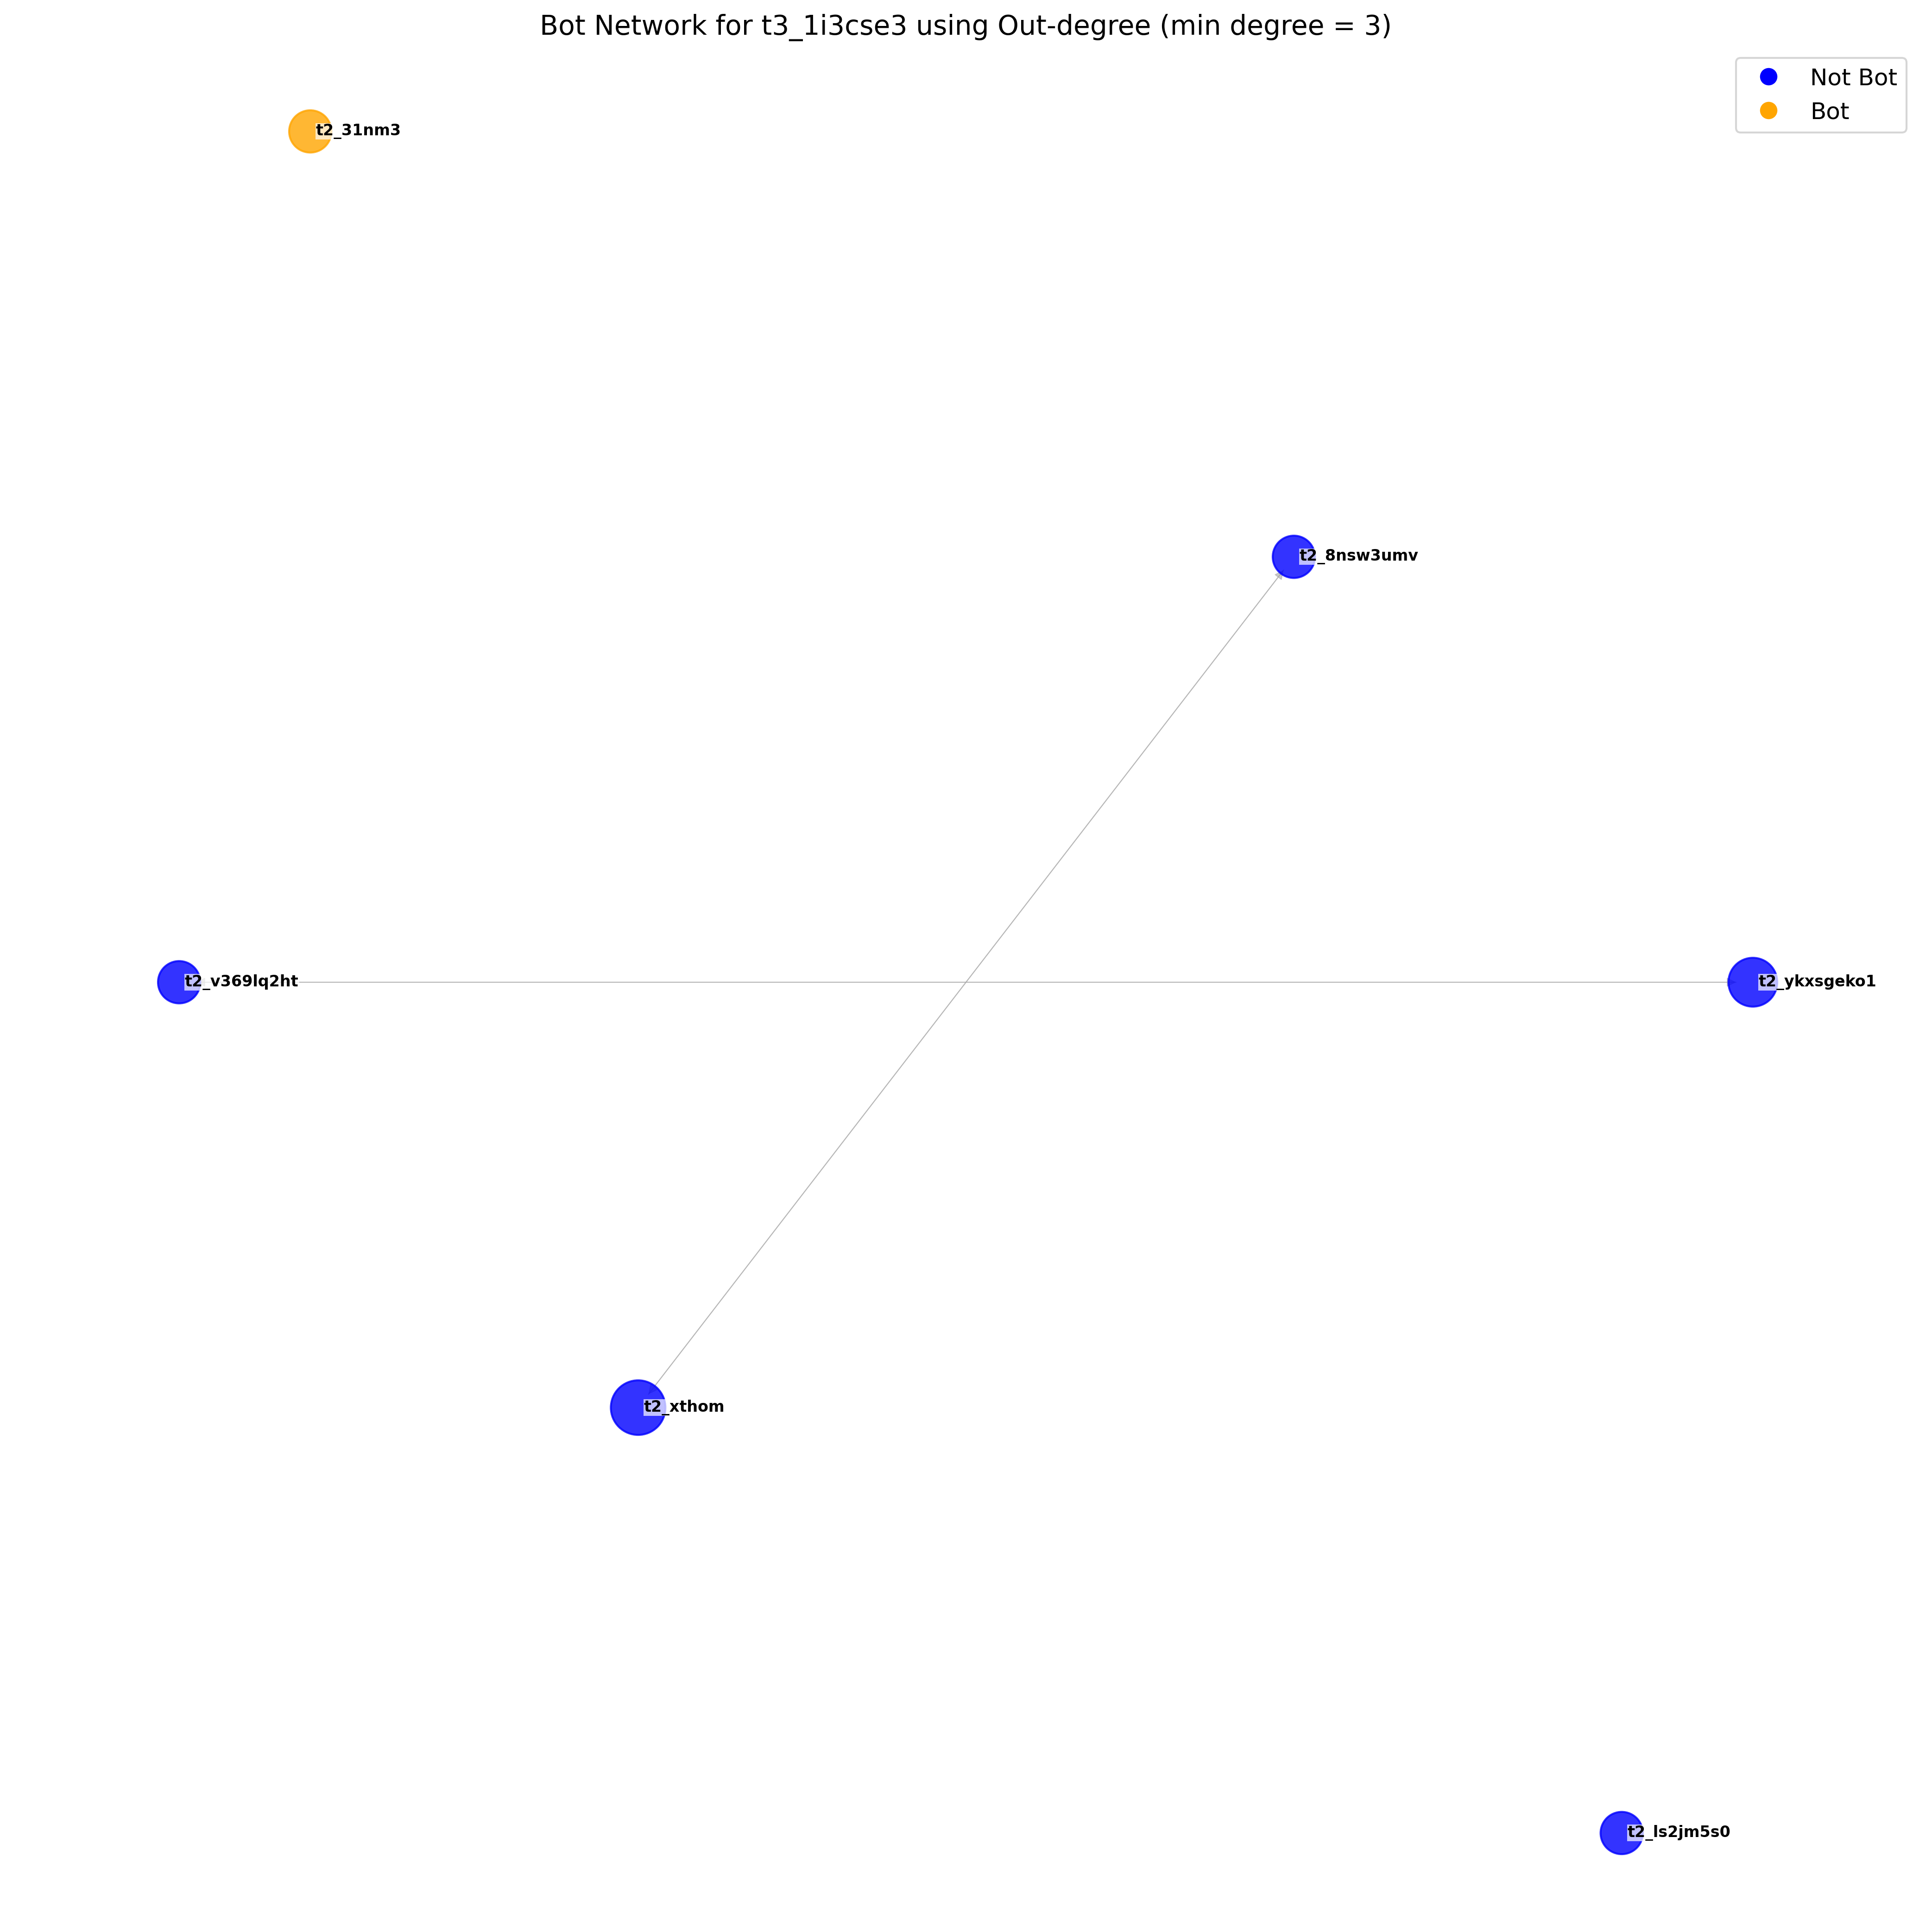 Bot Network for t3_1i3cse3 using Out-degree (min degree = 3)
Not Bot
Bot
t2_31nm3
t2_8nsw3umv
t2_v369lq2ht
t2_ykxsgeko1
t2_xthom
t2_ls2jm5s0